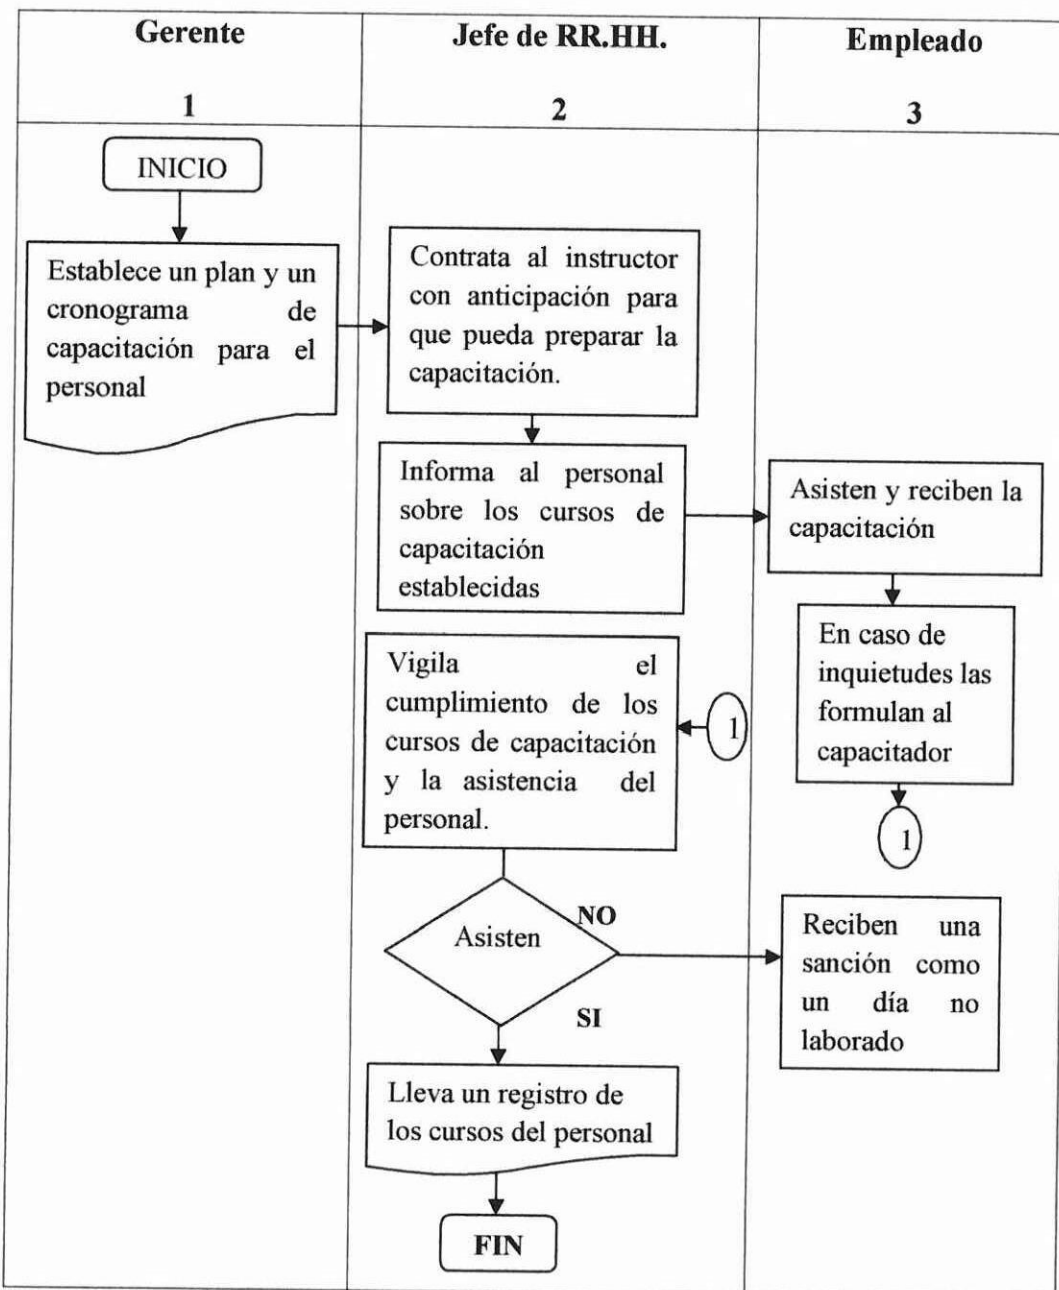 Gerente
1
Jefe de RR.HH.
2
Empleado
3
INICIO
Establece un plan y un
cronograma de
capacitación para el
personal
Contrata al instructor
con anticipación para
que pueda preparar la
capacitación.
Informa al personal
sobre los cursos de
capacitación
establecidas
Asisten y reciben la
capacitación
En caso de
inquietudes las
formulan al
capacitador
1
Vigila el
cumplimiento de los
cursos de capacitación
y la asistencia del
personal.
1
Asisten
NO
SI
Reciben una
sanción como
un día no
laborado
Lleva un registro de
los cursos del personal
FIN